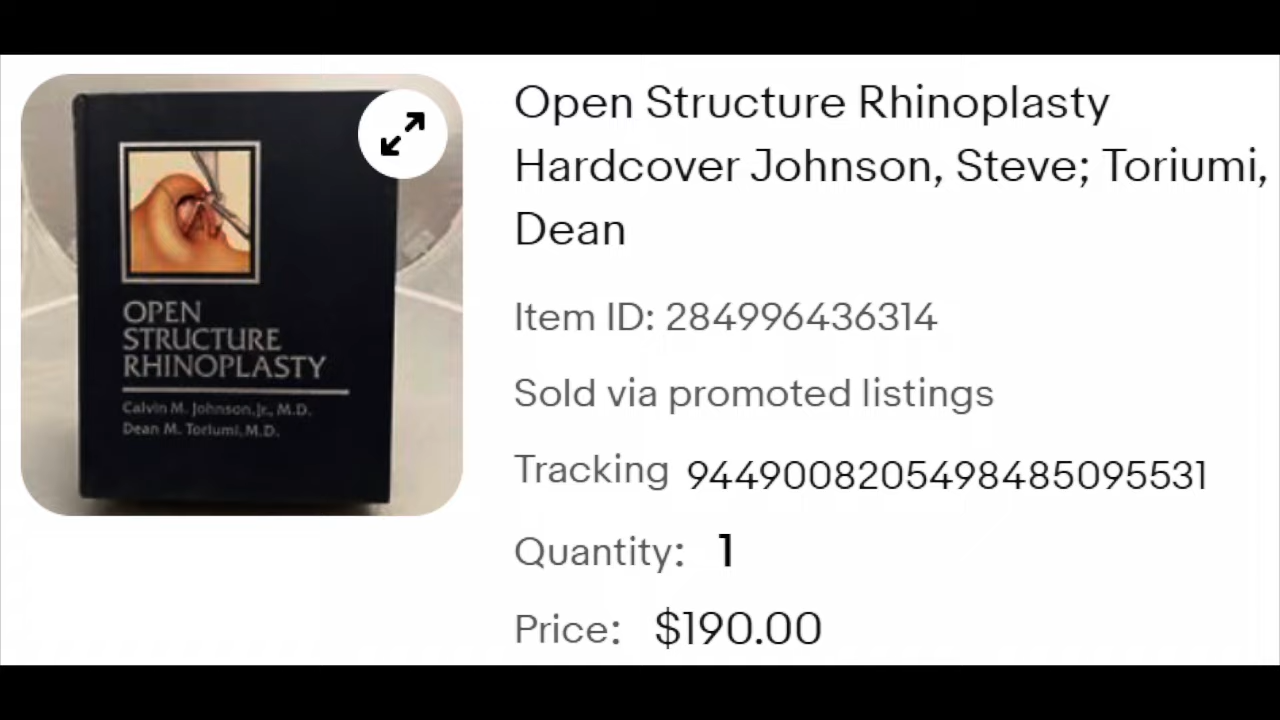 OPEN
STRUCTURE
RHINOPLASTY
Calvin M. Johnson, Jr., M.D.
Dean M. Toriumi, M.D.
Open Structure Rhinoplasty
Hardcover Johnson, Steve; Toriumi,
Dean
Item ID: 284996436314
Sold via promoted listings
Tracking 9449008205498485095531
Quantity: 1
Price: $190.00